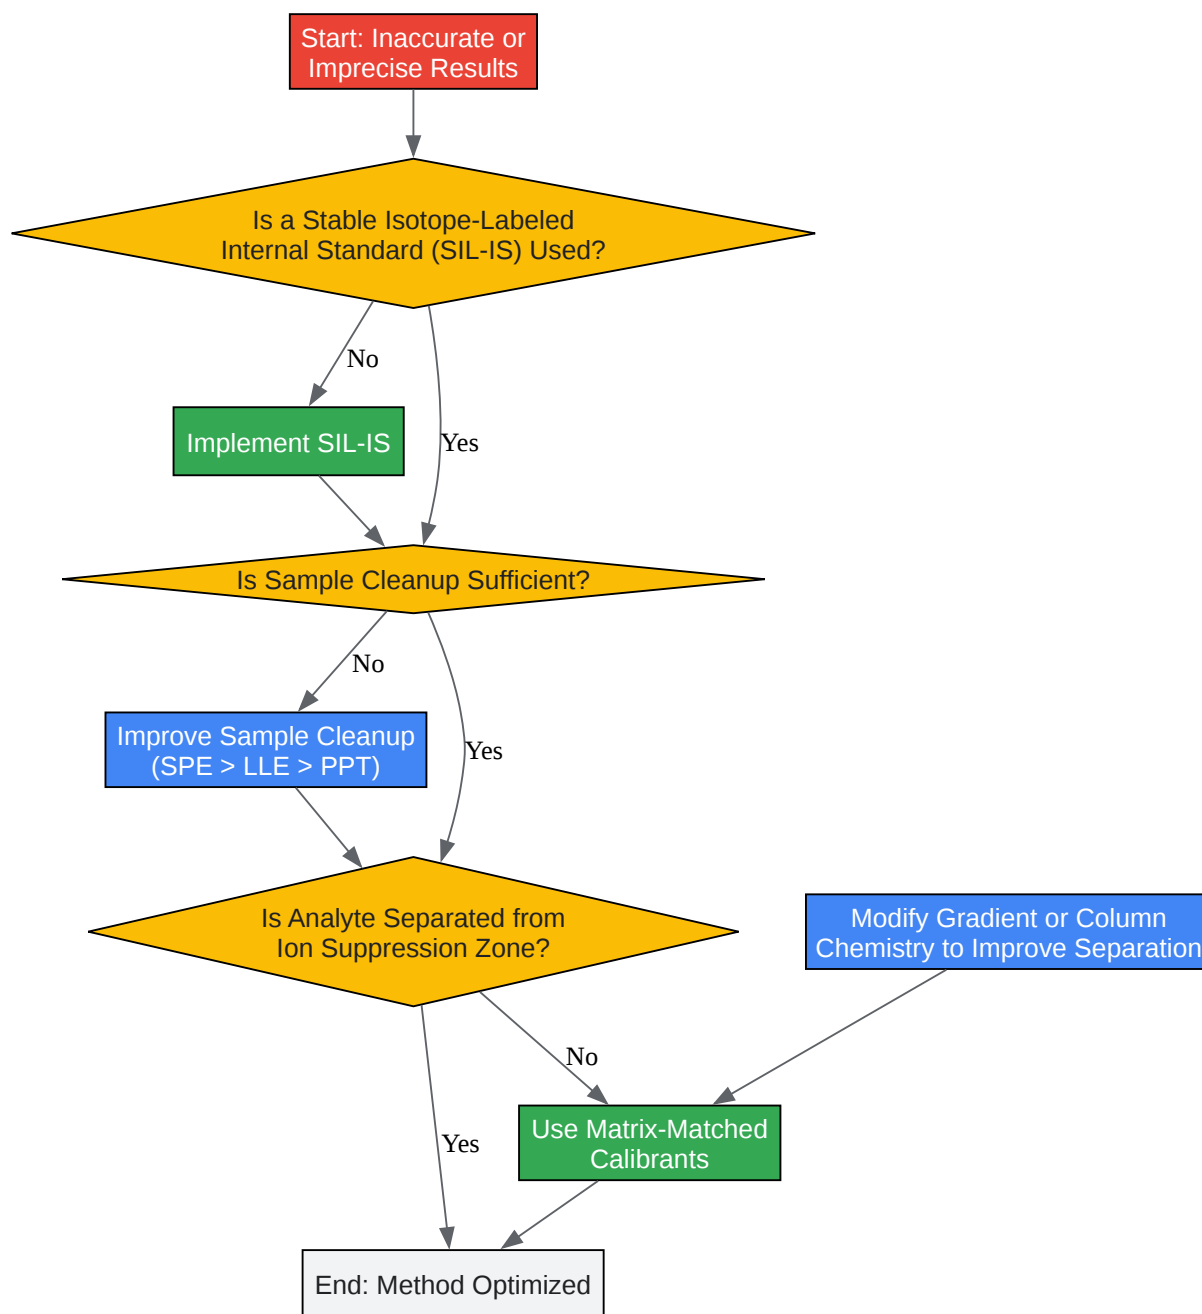 Start: Inaccurate or
Imprecise Results
Is a Stable Isotope-Labeled
Internal Standard (SIL-IS) Used?
No
Implement SIL-IS
Yes
Is Sample Cleanup Sufficient?
No
Improve Sample Cleanup
(SPE > LLE > PPT)
Yes
Is Analyte Separated from
Ion Suppression Zone?
Modify Gradient or Column
Chemistry to Improve Separation
No
Use Matrix-Matched
Calibrants
Yes
End: Method Optimized